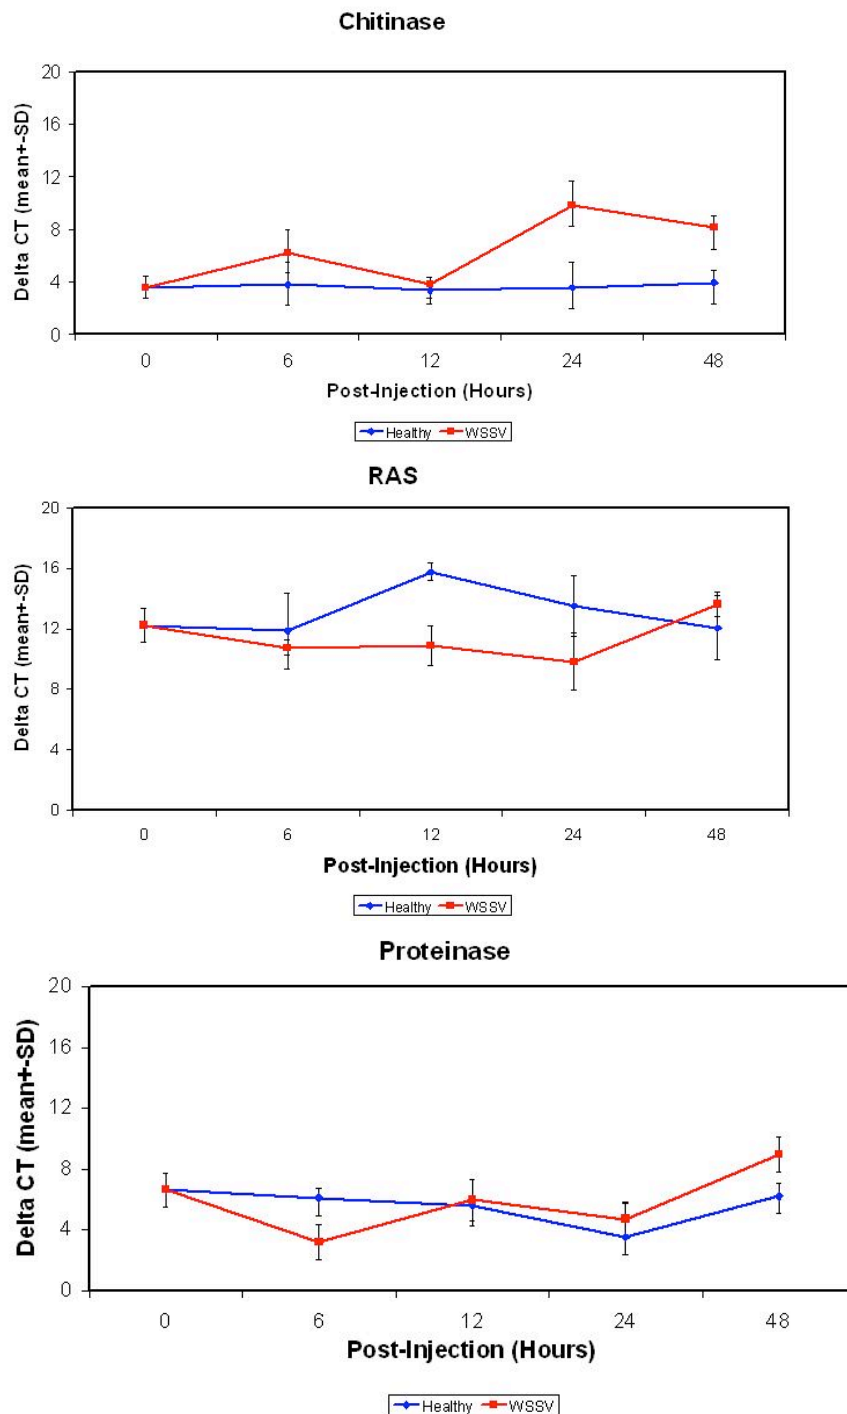 Chitinase
Delta CT (mean+-SD)
20
16
12
8
4
0
0 6 12 24 48
Post-Injection (Hours)
Healthy WSSV
RAS
Delta CT (mean+-SD)
20
16
12
8
4
0
0 6 12 24 48
Post-Injection (Hours)
Healthy WSSV
Proteinase
Delta CT (mean+-SD)
20
16
12
8
4
0
0 6 12 24 48
Post-Injection (Hours)
Healthy WSSV